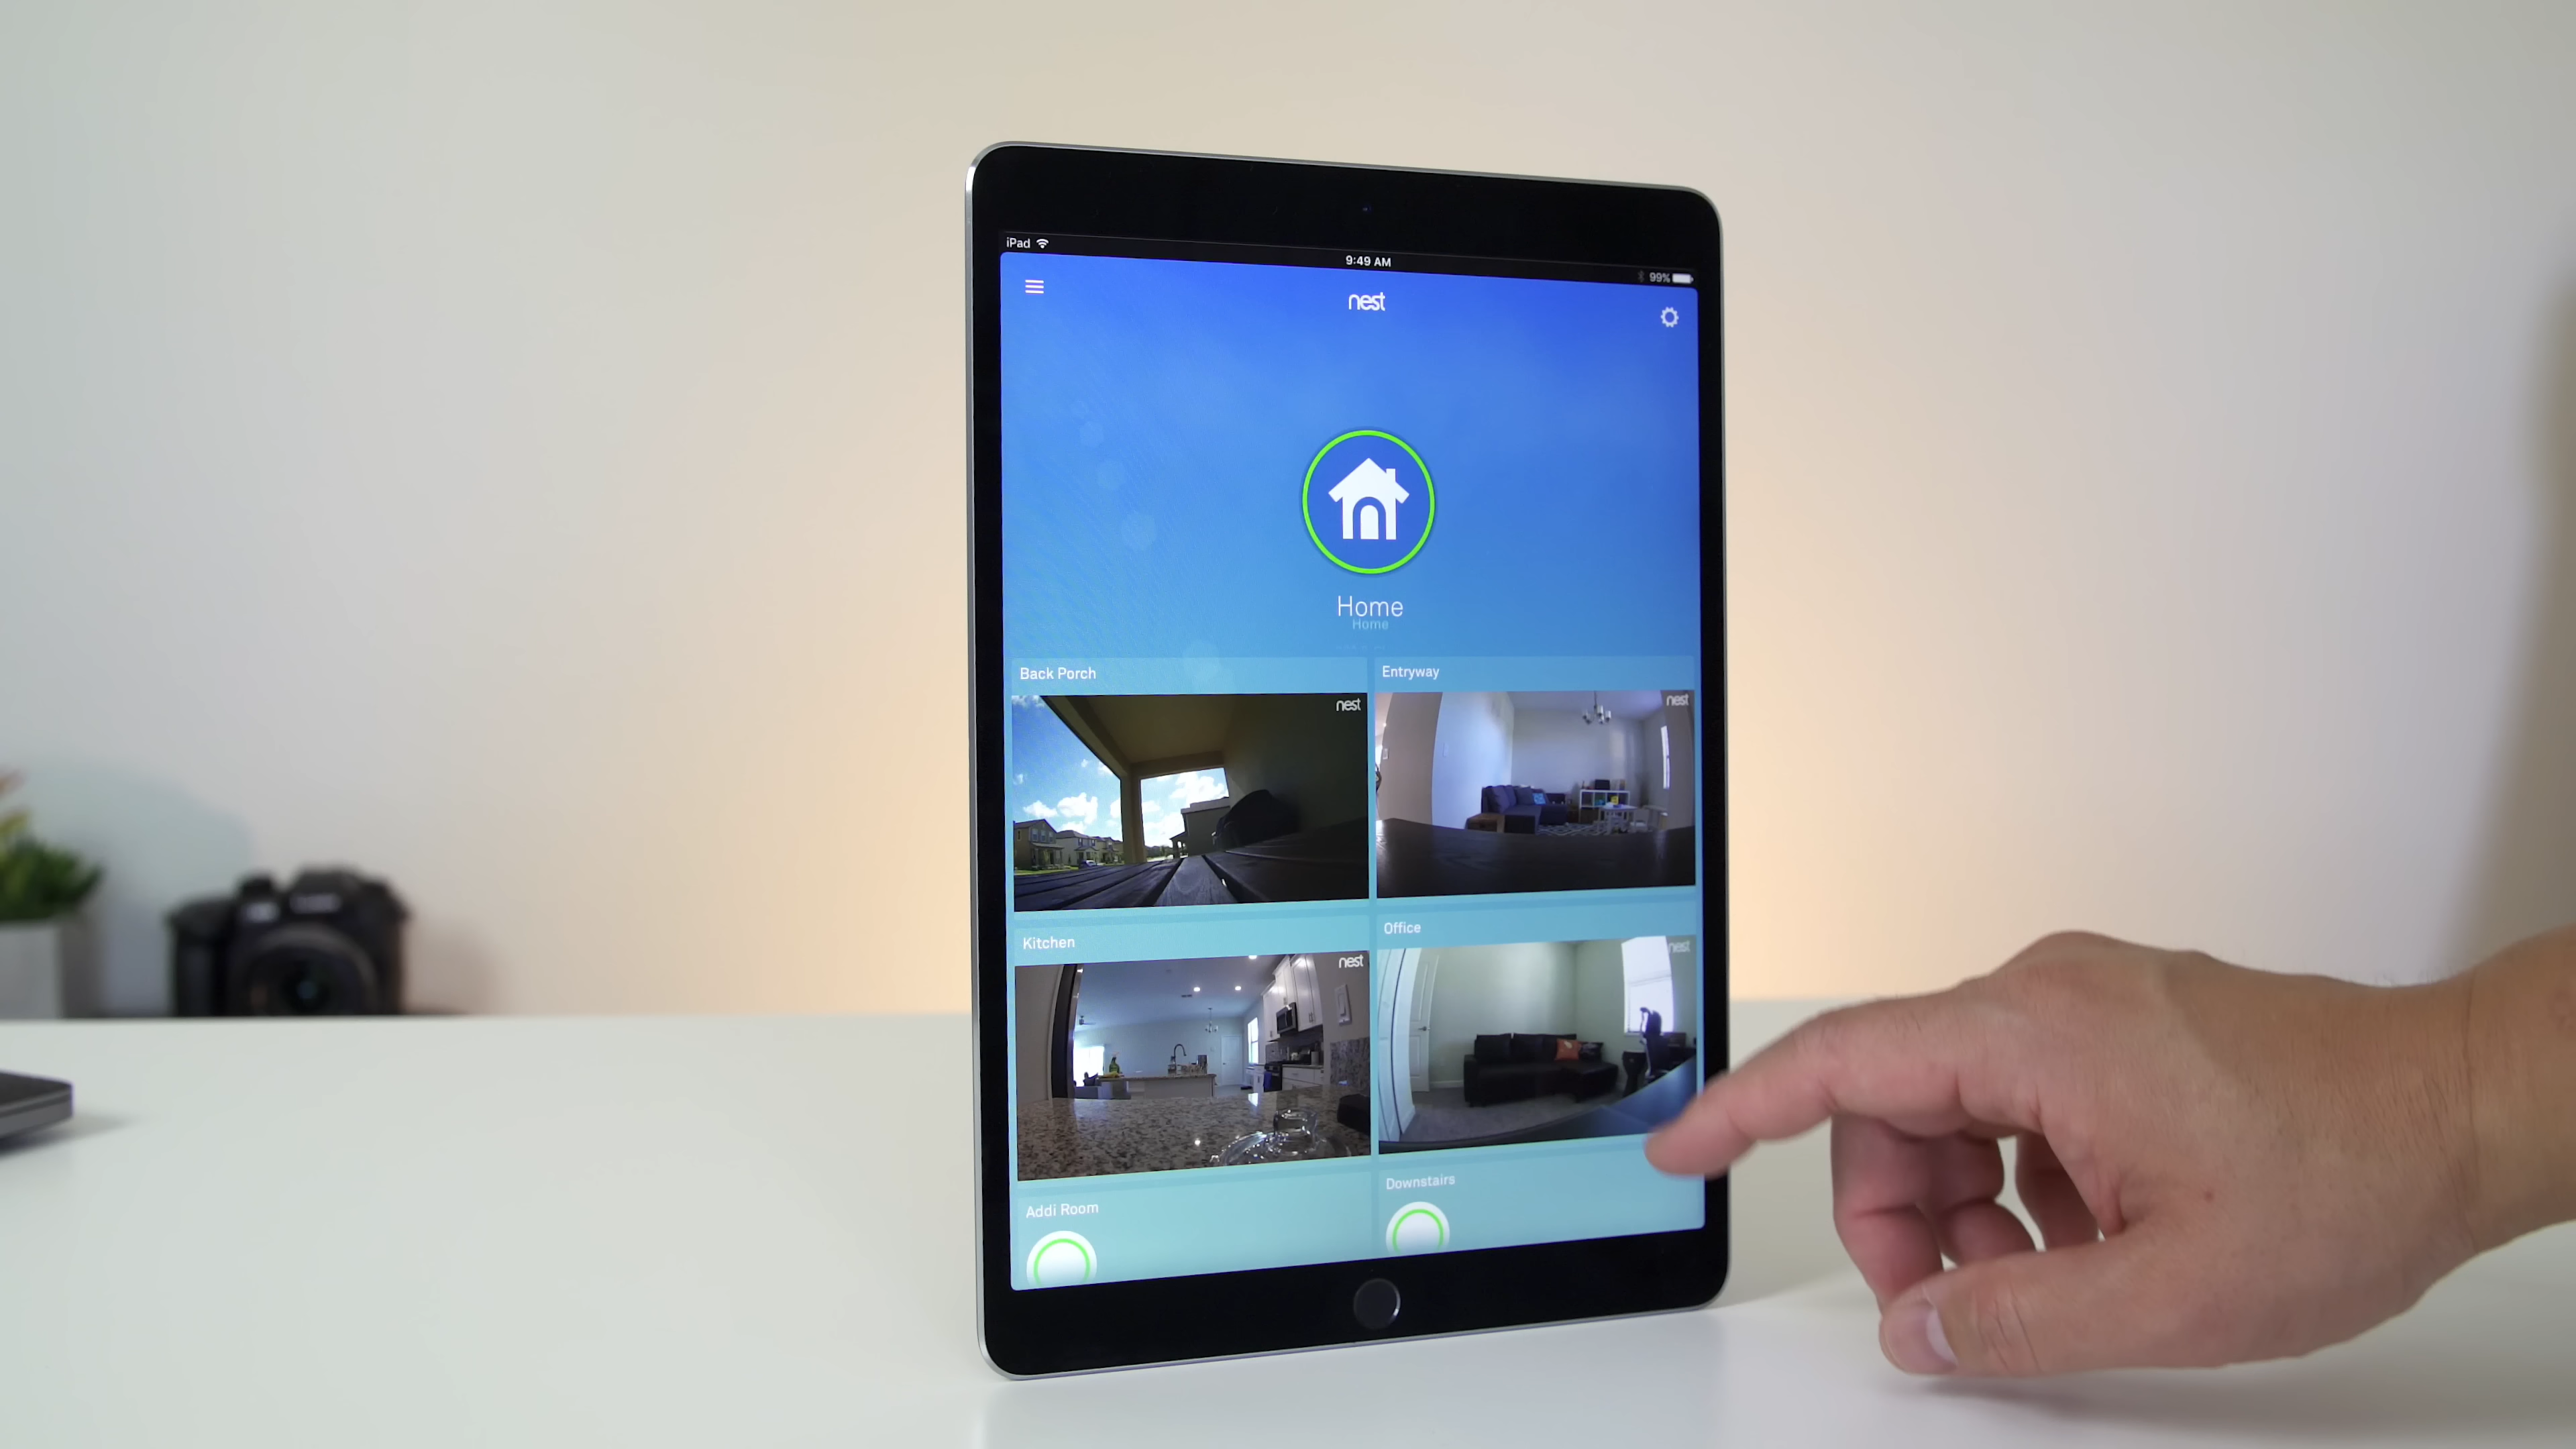 iPad
9:49 AM
99%
nest
Home
Home
Back Porch
nest
Entryway
nest
Kitchen
nest
Office
nest
Addi Room
Downstairs